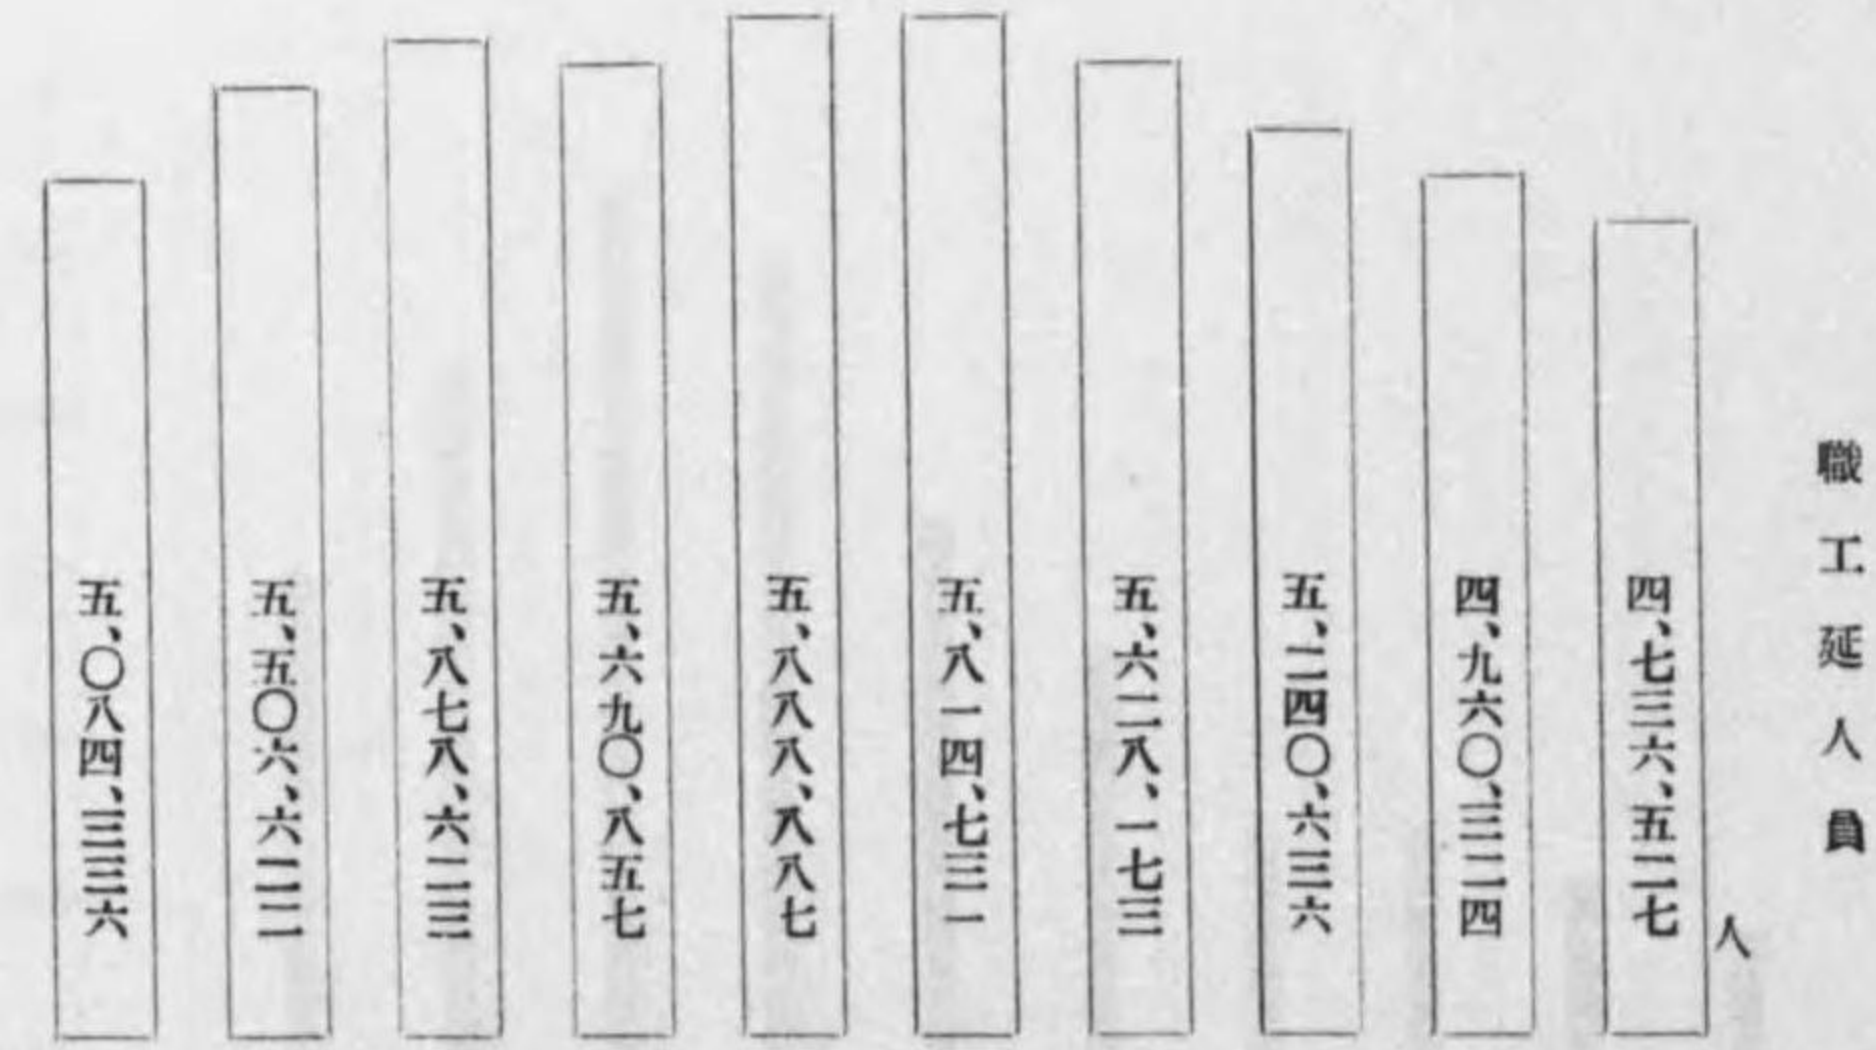 職工延人員
人
四、七三六、五二七
四、九六〇、三二四
五、二四〇、六三六
五、六二八、一七三
五、八一四、七三一
五、八八八、八八七
五、六九〇、八五七
五、八七八、六二三
五、五〇六、六二二
五、〇八四、三三六